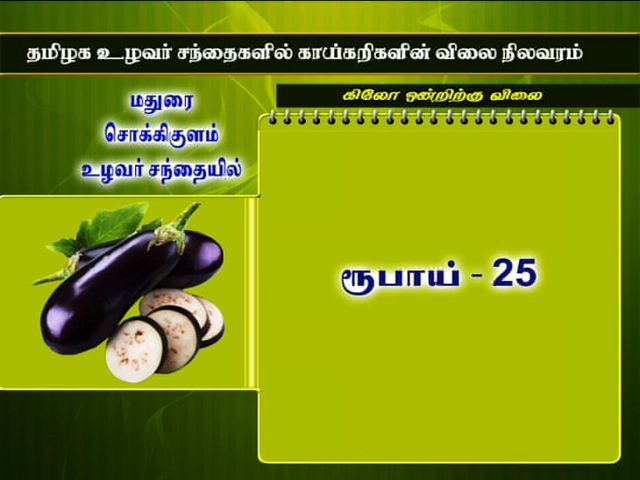 தமிழக உழவர் சந்தைகளில் காய்கறிகளின் விலை நிலவரம்
கிலோ ஒன்றிற்கு விலை
மதுரை
சொக்கிகுளம்
உழவர் சந்தையில்
ரூபாய் - 25